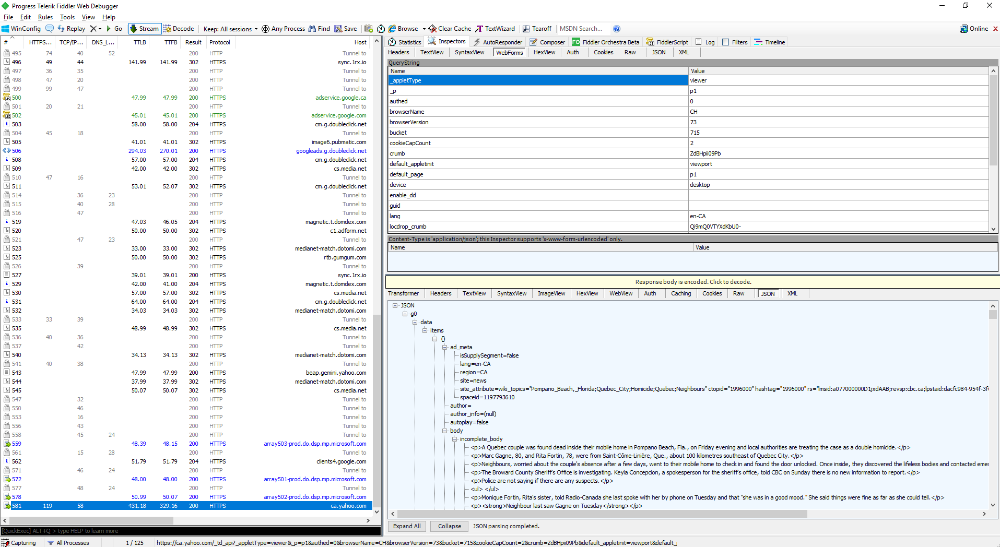 Progress Telerik Fiddler Web Debugger
File Edit Rules Tools View Help
WinConfig Replay Go Stream Decode Keep: All sessions Any Process Find Save Browse Clear Cache TextWizard Tearoff MSDN Search... Online
# HTTPS... TCP/IP... DNS_L... TTLB TTFB Result Protocol Host
495 74 40 52 200 HTTP Tunnel to
496 49 44 141.99 141.99 302 HTTPS sync.1rx.io
497 36 35 200 HTTP Tunnel to
498 47 20 200 HTTP Tunnel to
499 99 47 200 HTTP Tunnel to
500 47.99 47.99 200 HTTPS adservice.google.ca
501 20 21 200 HTTP Tunnel to
502 45.01 45.01 200 HTTPS adservice.google.com
503 58.00 58.00 204 HTTPS cm.g.doubleclick.net
504 45 18 200 HTTP Tunnel to
505 41.01 41.01 302 HTTPS image6.pubmatic.com
506 294.03 270.01 200 HTTPS googleads.g.doubleclick.net
508 57.00 57.00 204 HTTPS cm.g.doubleclick.net
509 42.00 42.00 302 HTTPS cs.media.net
510 47 16 200 HTTP Tunnel to
511 53.01 52.07 302 HTTPS cm.g.doubleclick.net
514 36 23 200 HTTP Tunnel to
515 40 28 200 HTTP Tunnel to
516 47 200 HTTP Tunnel to
519 47.03 46.05 204 HTTPS magnetic.t.domdex.com
520 50.00 50.00 302 HTTPS c1.adform.net
521 47 23 200 HTTP Tunnel to
523 33.00 33.00 302 HTTPS medianet-match.dotomi.com
525 50.00 50.00 302 HTTPS rtb.gumgum.com
526 39 200 HTTP Tunnel to
527 39.01 39.01 200 HTTPS sync.1rx.io
529 42.00 41.00 204 HTTPS magnetic.t.domdex.com
530 57.00 57.00 302 HTTPS cs.media.net
531 64.00 64.00 204 HTTPS cm.g.doubleclick.net
532 34.03 34.03 302 HTTPS medianet-match.dotomi.com
533 33 39 200 HTTP Tunnel to
535 48.99 48.99 302 HTTPS cs.media.net
536 40 36 200 HTTP Tunnel to
537 42 200 HTTP Tunnel to
540 34.13 34.13 302 HTTPS medianet-match.dotomi.com
541 40 38 200 HTTP Tunnel to
543 47.99 47.99 200 HTTPS beap.gemini.yahoo.com
544 37.99 37.99 302 HTTPS medianet-match.dotomi.com
545 50.07 50.07 302 HTTPS cs.media.net
547 32 200 HTTP Tunnel to
550 46 200 HTTP Tunnel to
553 16 200 HTTP Tunnel to
556 43 200 HTTP Tunnel to
558 45 24 200 HTTP Tunnel to
559 48.39 48.15 200 HTTPS array503-prod.do.dsp.mp.microsoft.com
561 15 28 200 HTTP Tunnel to
562 51.79 51.79 204 HTTPS clients4.google.com
571 46 24 200 HTTP Tunnel to
572 48.00 48.00 200 HTTPS array501-prod.do.dsp.mp.microsoft.com
577 48 24 200 HTTP Tunnel to
578 50.99 50.07 200 HTTPS array502-prod.do.dsp.mp.microsoft.com
581 119 58 431.18 329.16 200 HTTPS ca.yahoo.com
[QuickExec] ALT+Q > type HELP to learn more
Statistics Inspectors AutoResponder Composer FO Fiddler Orchestra Beta FiddlerScript Log Filters Timeline
Headers TextView SyntaxView WebForms HexView Auth Cookies Raw JSON XML
QueryString
Name Value
_appletType viewer
_p p1
authed 0
browserName CH
browserVersion 73
bucket 715
cookieCapCount 2
crumb ZdBHpii09Pb
default_appletinit viewport
default_page p1
device desktop
enable_dd
guid
lang en-CA
locdrop_crumb Qi9mQ0VTYXdKbU0-
Content-Type is 'application/json'; this Inspector supports 'x-www-form-urlencoded' only.
Name Value
Response body is encoded. Click to decode.
Transformer Headers TextView SyntaxView ImageView HexView WebView Auth Caching Cookies Raw JSON XML
JSON
g0
data
items
{}
ad_meta
isSupplySegment=false
lang=en-CA
region=CA
site=news
site_attribute=wiki_topics="Pompano_Beach,_Florida;Quebec_City;Homicide;Quebec;Neighbours" ctopid="1996000" hashtag="1996000" rs="lmsid:a077000000D1jxdAAB;revsp:cbc.ca;lpstaid:dacfc984-954f-3f
spaceid=1197793610
author=
author_info=(null)
autoplay=false
body
incomplete_body
<p>A Quebec couple was found dead inside their mobile home in Pompano Beach, Fla., on Friday evening and local authorities are treating the case as a double homicide.</p>
<p>Marc Gagne, 80, and Rita Fortin, 78, were from Saint-Côme-Linière, Que., about 100 kilometres southeast of Quebec City.</p>
<p>Neighbours, worried about the couple's absence after a few days, went to their mobile home to check in and found the door unlocked. Once inside, they discovered the lifeless bodies and contacted eme
<p>The Broward County Sheriff's Office is investigating. Keyla Concepcion, a spokesperson for the sheriff's office, told CBC on Sunday there is no new information to report.</p>
<p>Police are not saying if there are any suspects.</p>
<ul> </ul>
<p>Monique Fortin, Rita's sister, told Radio-Canada she last spoke with her by phone on Tuesday and that "she was in a good mood." She said things were fine as far as she could tell.</p>
<p><strong>Neighbour last saw Gagne on Tuesday</strong></p>
Expand All Collapse JSON parsing completed.
Capturing All Processes 1 / 125 https://ca.yahoo.com/_td_api?_appletType=viewer&_p=p1&authed=0&browserName=CH&browserVersion=73&bucket=715&cookieCapCount=2&crumb=ZdBHpii09Pb&default_appletinit=viewport&default_